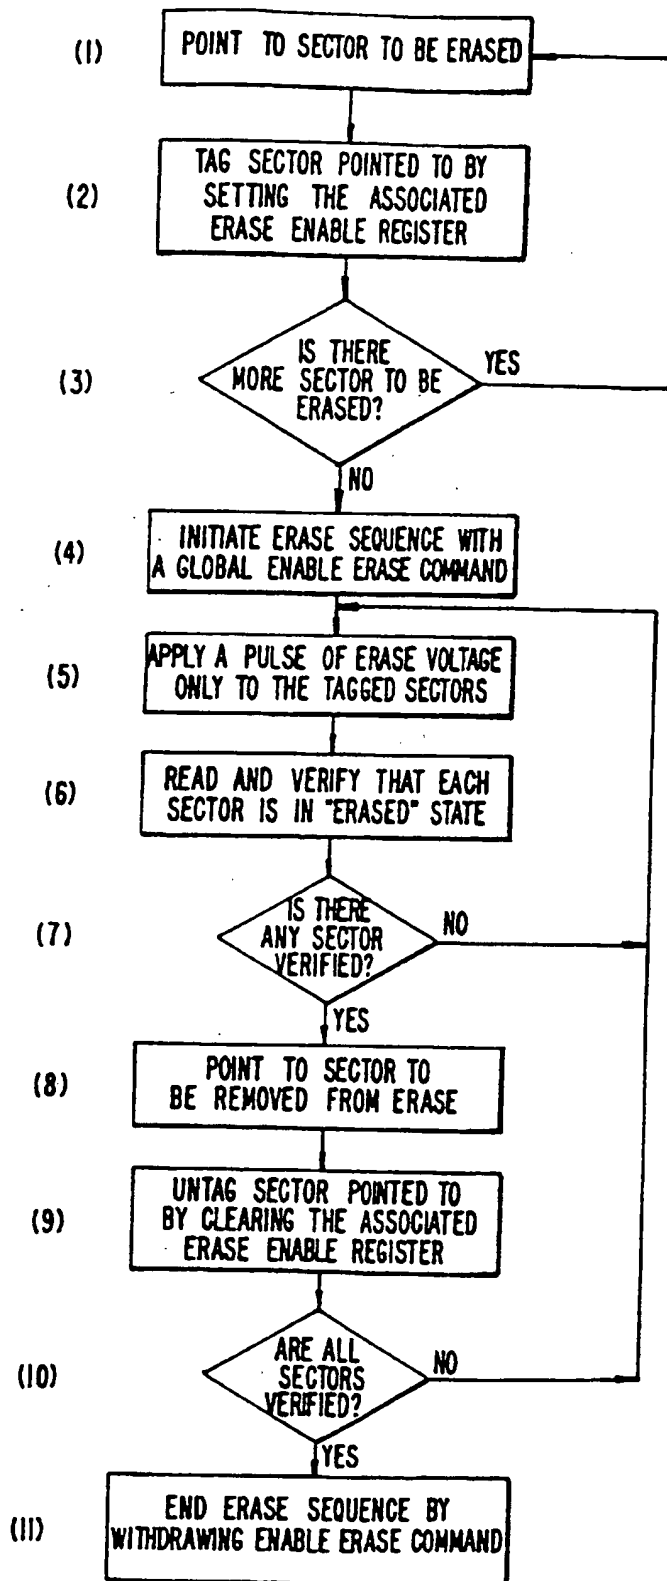 (1) POINT TO SECTOR TO BE ERASED
TAG SECTOR POINTED TO BY
(2) SETTING THE ASSOCIATED
ERASE ENABLE REGISTER
IS THERE
YES
(3) MORE SECTOR TO BE
ERASED?
NO
INITIATE ERASE SEQUENCE WITH
(4) A GLOBAL ENABLE ERASE COMMAND
APPLY A PULSE OF ERASE VOLTAGE
(5) ONLY TO THE TAGGED SECTORS
READ AND VERIFY THAT EACH
(6) SECTOR IS IN "ERASED" STATE
IS THERE
NO
(7) ANY SECTOR
VERIFIED?
YES
POINT TO SECTOR TO
(8) BE REMOVED FROM ERASE
UNTAG SECTOR POINTED TO
(9) BY CLEARING THE ASSOCIATED
ERASE ENABLE REGISTER
ARE ALL
NO
(10) SECTORS
VERIFIED?
YES
END ERASE SEQUENCE BY
(11) WITHDRAWING ENABLE ERASE COMMAND